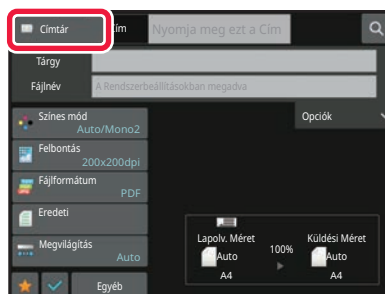 Címtár
Cím
Nyomja meg ezt a Cím
Tárgy
Fájlnév
A Rendszerbeállításokban megadva
Színes mód
Auto/Mono2
Opciók
Felbontás
200x200dpi
Fájlformátum
PDF
Eredeti
Megvilágítás
Auto
Egyéb
Lapolv. Méret
100%
Küldési Méret
Auto
Auto
A4
A4